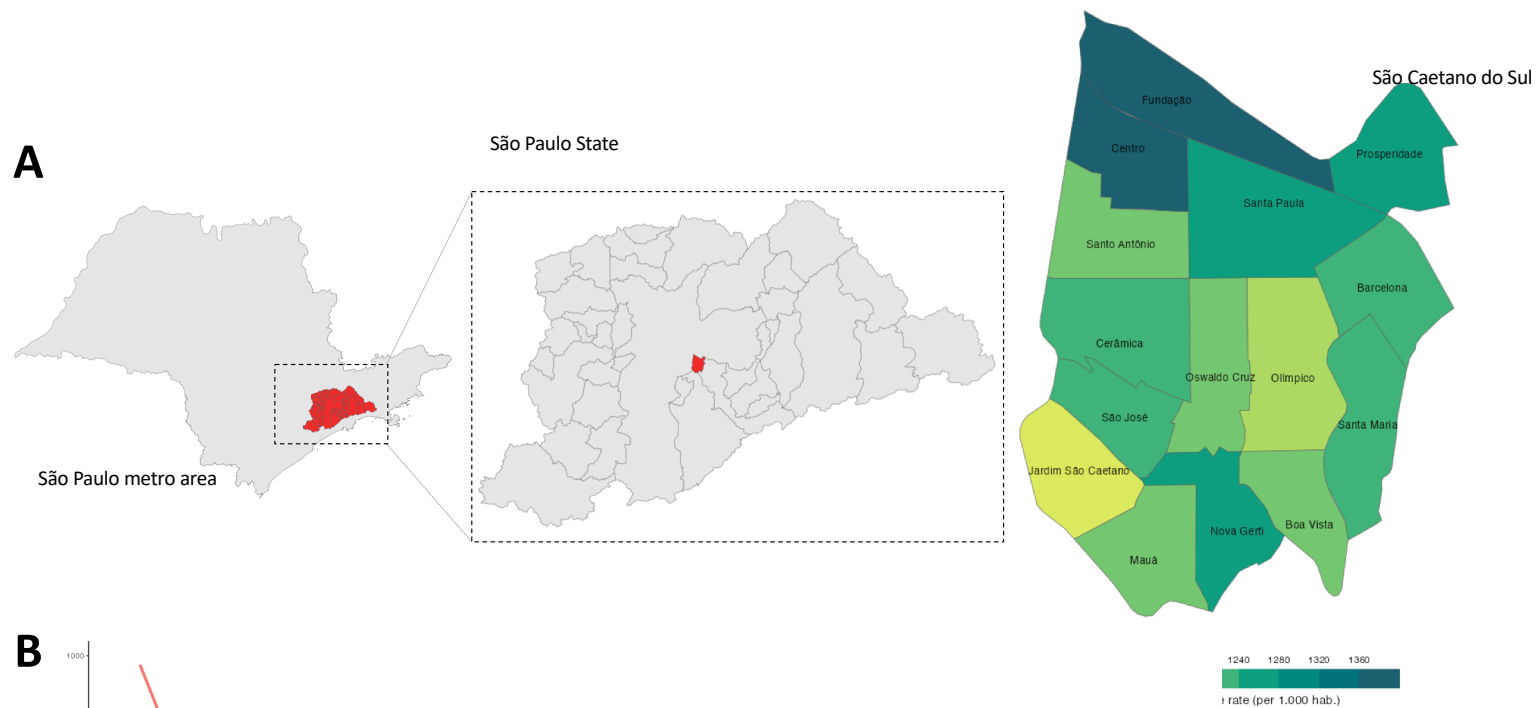 São Caetano do Sul
Fundação
São Paulo State
A
Centro
Prosperidade
Santa Paula
Santo Antônio
Barcelona
Cerâmica
Oswaldo Cruz
Olímpico
São José
Santa Maria
Jardim São Caetano
São Paulo metro area
Boa Vista
Nova Gerti
Mauá
B
1000
1240 1280 1320 1360
rate (per 1.000 hab.)